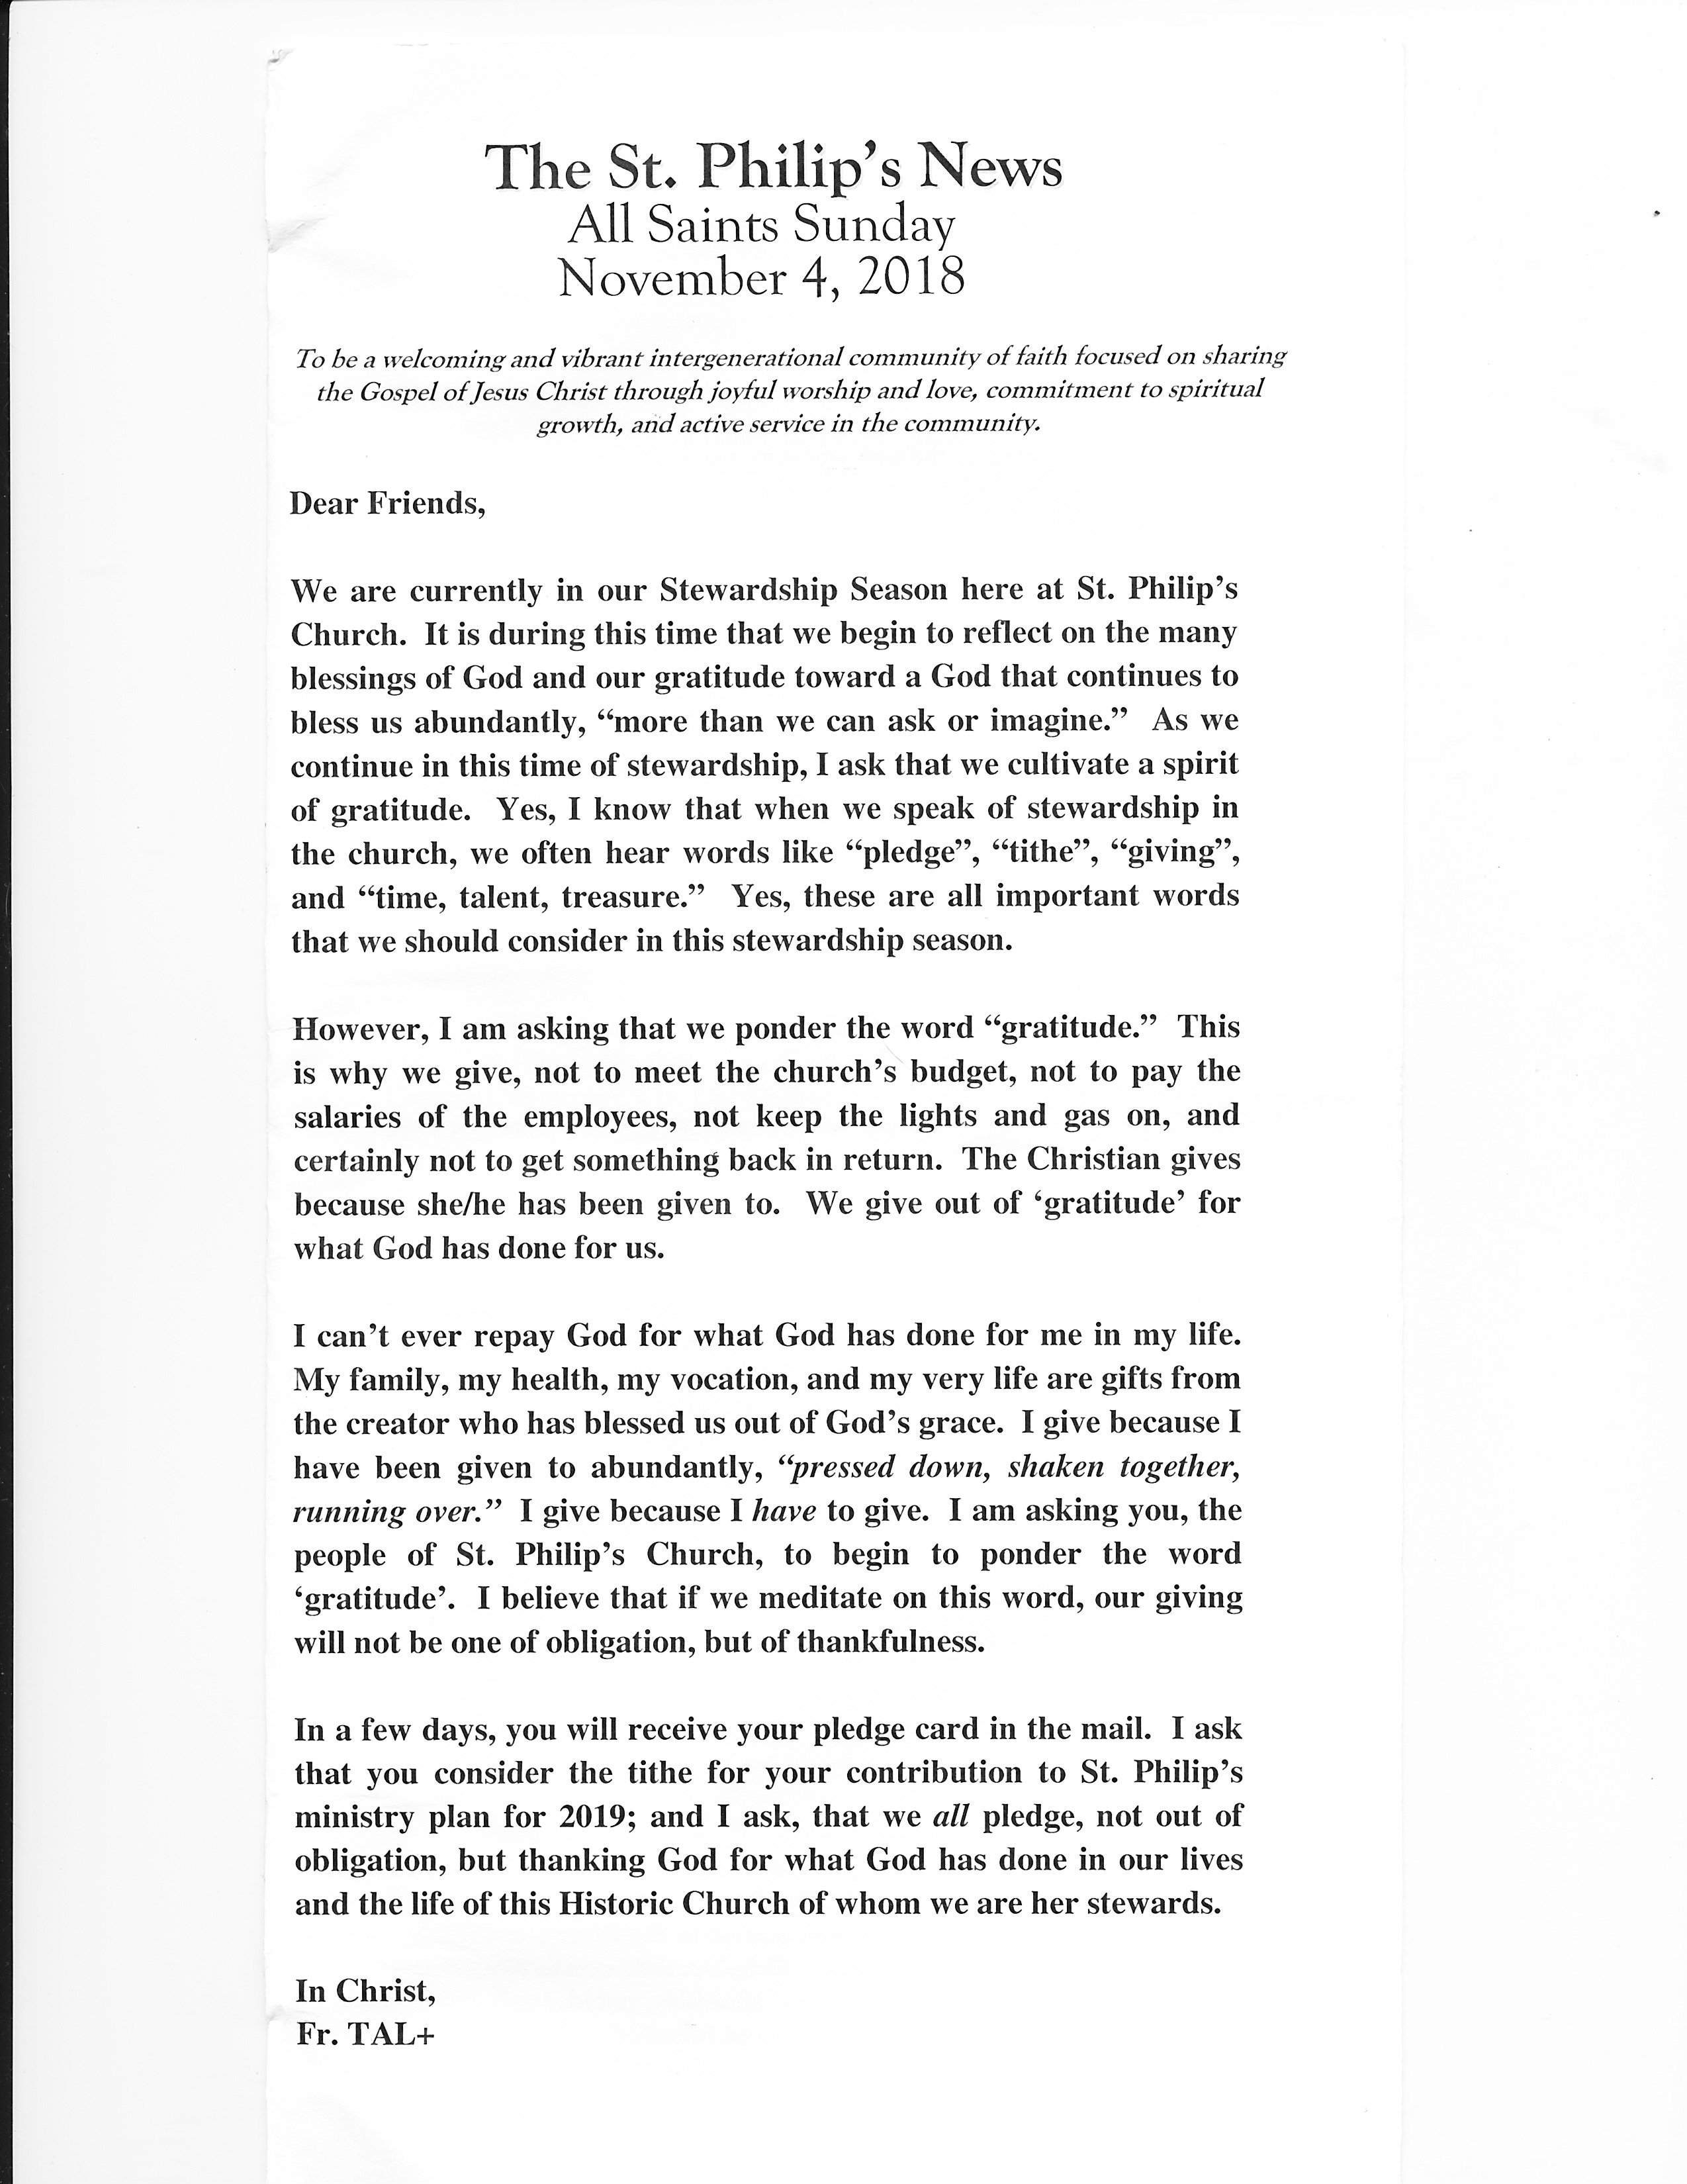 The St. Philip’s News
All Saints Sunday
November 4, 2018
To be a welcoming and vibrant intergenerational community of faith focused on sharing
the Gospel of Jesus Christ through joyful worship and love, commitment to spiritual
growth, and active service in the community.
Dear Friends,
We are currently in our Stewardship Season here at St. Philip’s
Church. It is during this time that we begin to reflect on the many
blessings of God and our gratitude toward a God that continues to
bless us abundantly, “more than we can ask or imagine.” As we
continue in this time of stewardship, I ask that we cultivate a spirit
of gratitude. Yes, I know that when we speak of stewardship in
the church, we often hear words like “pledge”, “tithe”, “giving”,
and “time, talent, treasure.” Yes, these are all important words
that we should consider in this stewardship season.
However, I am asking that we ponder the word “gratitude.” This
is why we give, not to meet the church’s budget, not to pay the
salaries of the employees, not keep the lights and gas on, and
certainly not to get something back in return. The Christian gives
because she/he has been given to. We give out of ‘gratitude’ for
what God has done for us.
I can’t ever repay God for what God has done for me in my life.
My family, my health, my vocation, and my very life are gifts from
the creator who has blessed us out of God’s grace. I give because I
have been given to abundantly, “pressed down, shaken together,
running over.” I give because I have to give. I am asking you, the
people of St. Philip’s Church, to begin to ponder the word
‘gratitude’. I believe that if we meditate on this word, our giving
will not be one of obligation, but of thankfulness.
In a few days, you will receive your pledge card in the mail. I ask
that you consider the tithe for your contribution to St. Philip’s
ministry plan for 2019; and I ask, that we all pledge, not out of
obligation, but thanking God for what God has done in our lives
and the life of this Historic Church of whom we are her stewards.
In Christ,
Fr. TAL+